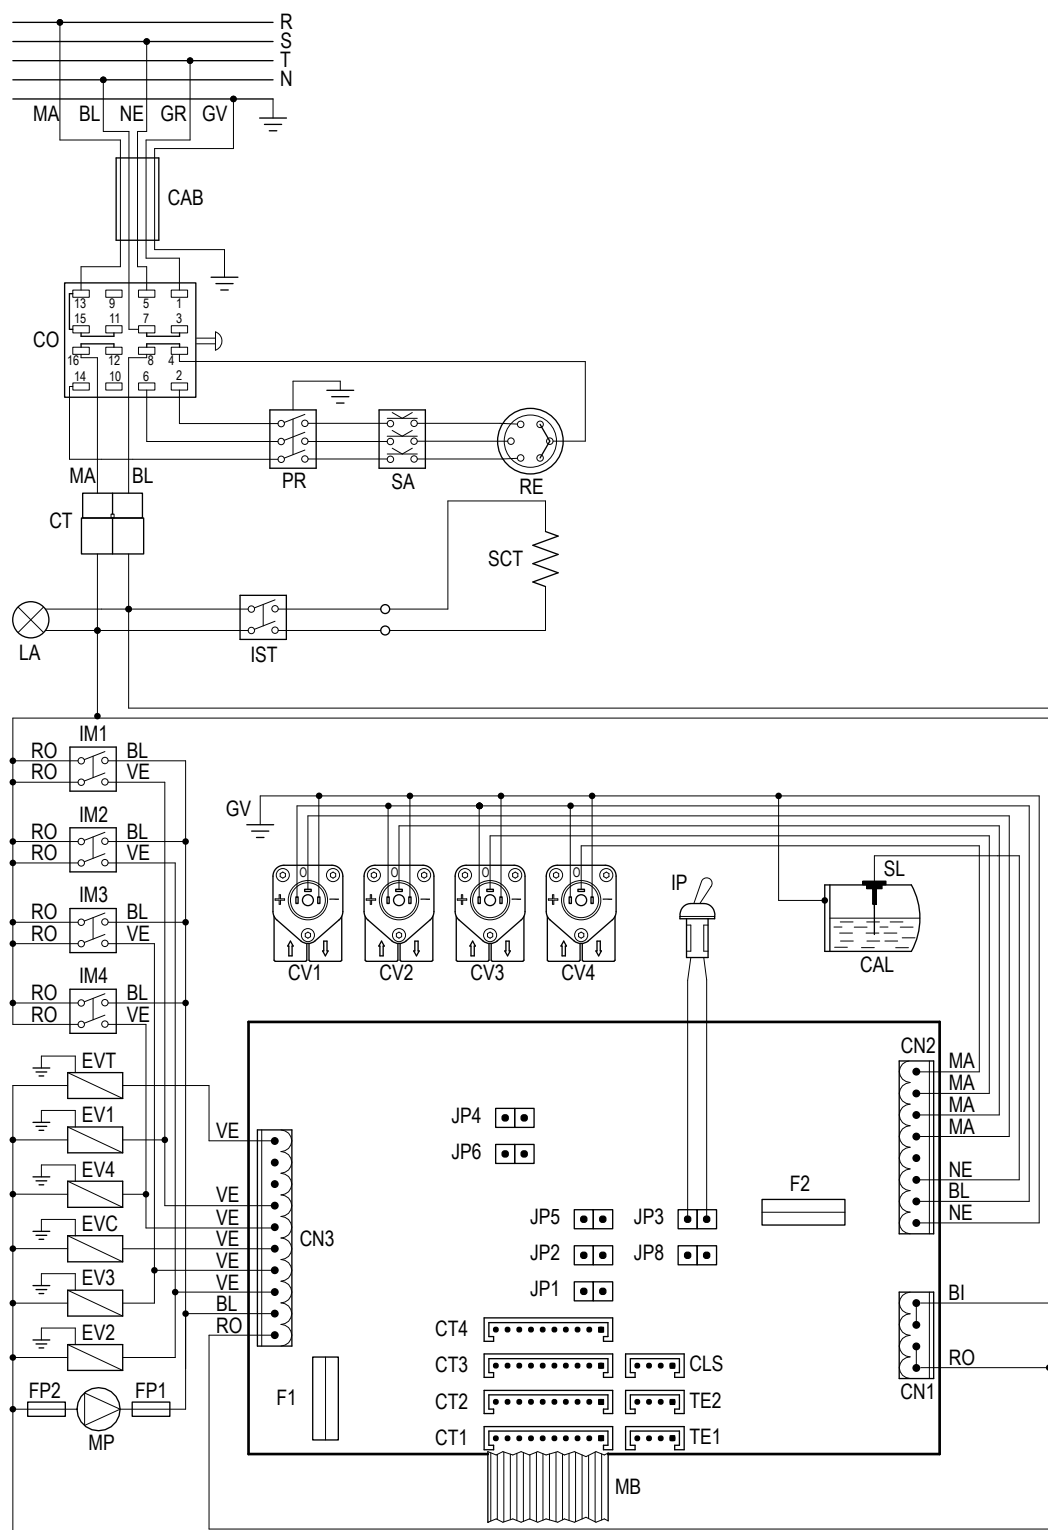 R
S
T
N
MA BL NE GR GV
CAB
13 9 5 1
15 11 7 3
CO
16 12 8 4
14 10 6 2
PR SA RE
MA BL
CT
SCT
LA
IST
IM1
RO BL
RO VE
IM2
RO BL
RO VE
IM3
RO BL
RO VE
IM4
RO BL
RO VE
GV
0 0 0 0
+ − + − + − + −
CV1 CV2 CV3 CV4
IP
SL
CAL
EVT
EV1
EV4
EVC
EV3
EV2
FP2 FP1
MP
VE
VE
VE
VE
VE
VE
BL
RO
CN3
CN2
MA
MA
MA
MA
NE
BL
NE
JP4
JP6
F2
JP5 JP3
JP2 JP8
JP1
BI
RO
CN1
CT4
CT3 CLS
CT2 TE2
CT1 TE1
F1
MB